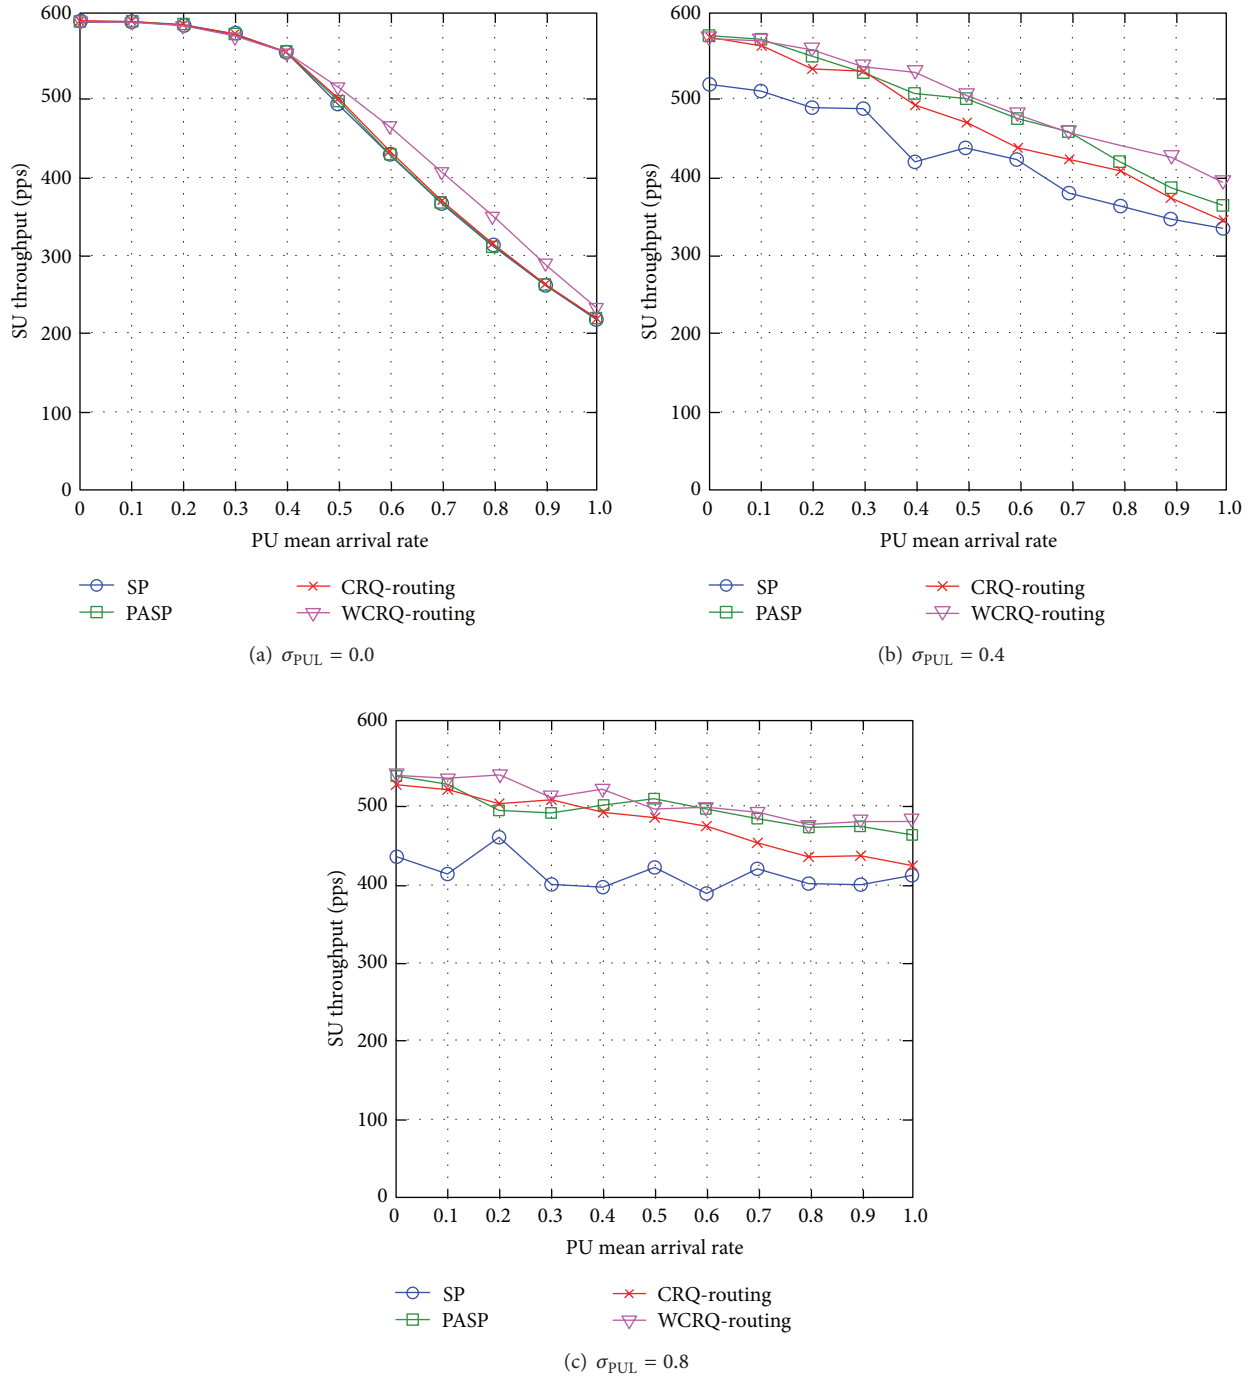 600
500
400
300
200
100
0
SU throughput (pps)
0 0.1 0.2 0.3 0.4 0.5 0.6 0.7 0.8 0.9 1.0
PU mean arrival rate
SP CRQ-routing
PASP WCRQ-routing
(a) σPUL = 0.0
600
500
400
300
200
100
0
SU throughput (pps)
0 0.1 0.2 0.3 0.4 0.5 0.6 0.7 0.8 0.9 1.0
PU mean arrival rate
SP CRQ-routing
PASP WCRQ-routing
(b) σPUL = 0.4
600
500
400
300
200
100
0
SU throughput (pps)
0 0.1 0.2 0.3 0.4 0.5 0.6 0.7 0.8 0.9 1.0
PU mean arrival rate
SP CRQ-routing
PASP WCRQ-routing
(c) σPUL = 0.8